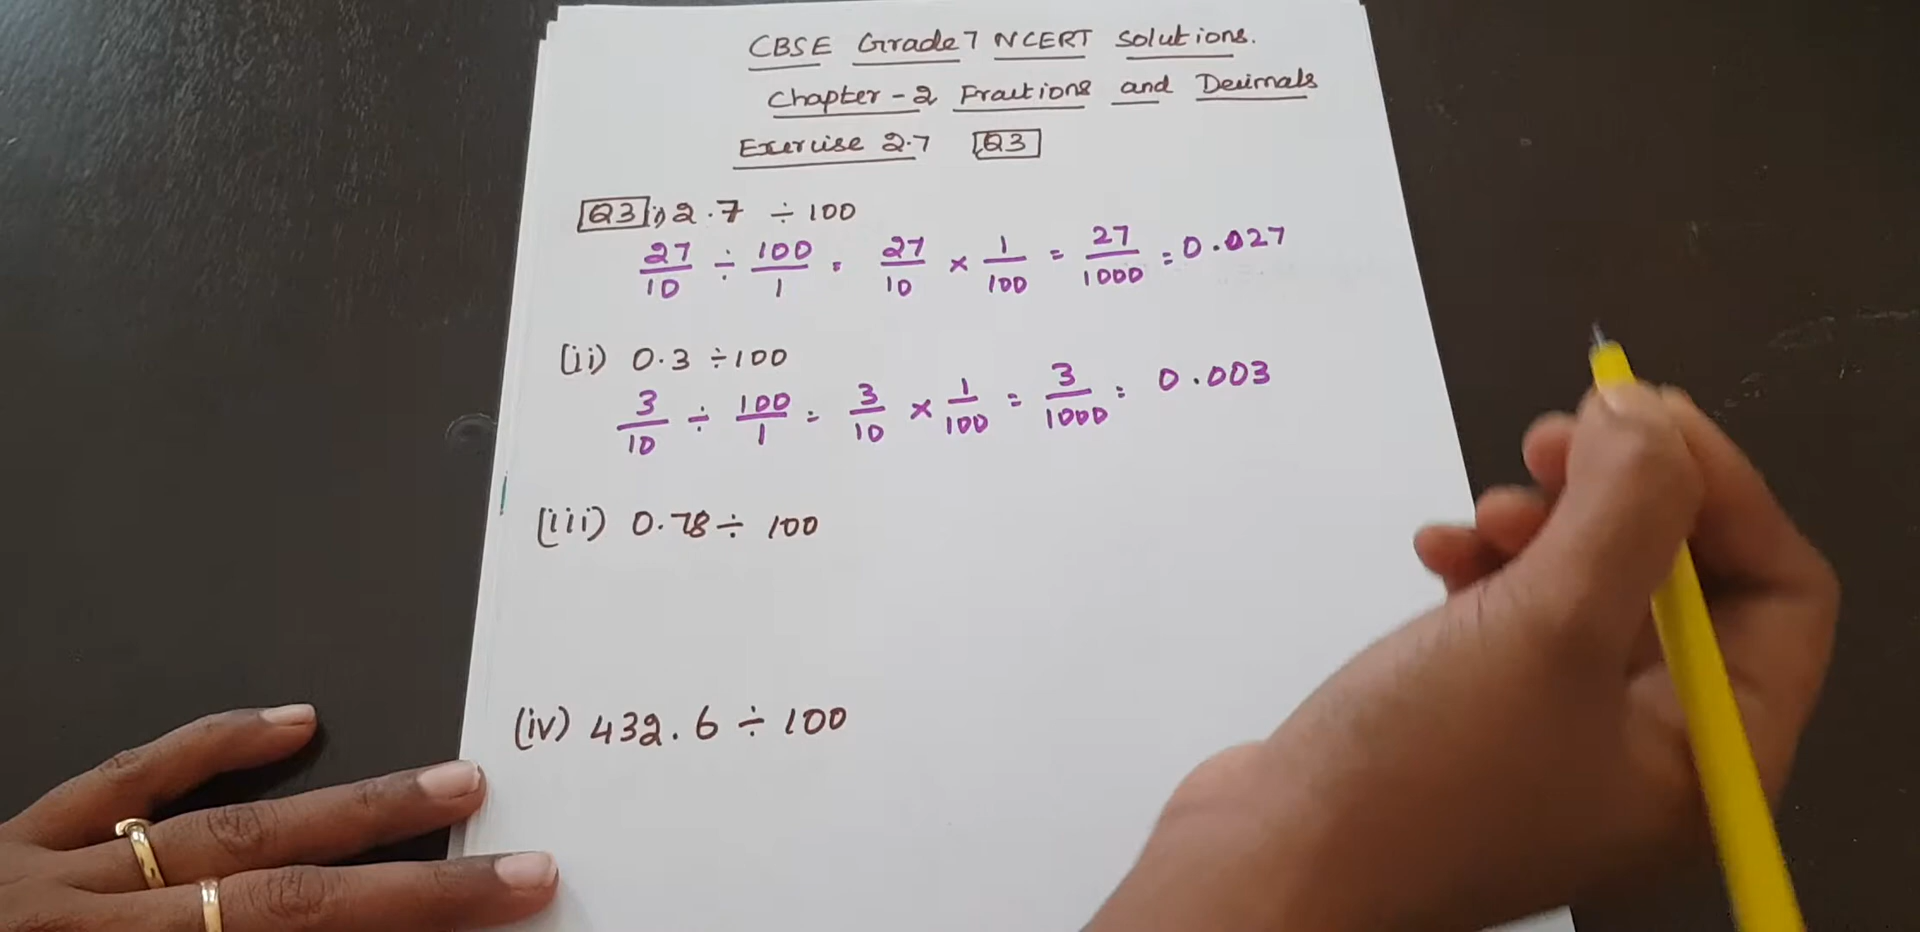 CBSE Grade 7 NCERT Solutions.
Chapter - 2 Fractions and Decimals
Exercise 2.7 Q3
Q3 i) 2.7 ÷ 100
27/10 ÷ 100/1 = 27/10 × 1/100 = 27/1000 = 0.027
(ii) 0.3 ÷ 100
3/10 ÷ 100/1 = 3/10 × 1/100 = 3/1000 = 0.003
(iii) 0.78 ÷ 100
(iv) 432.6 ÷ 100